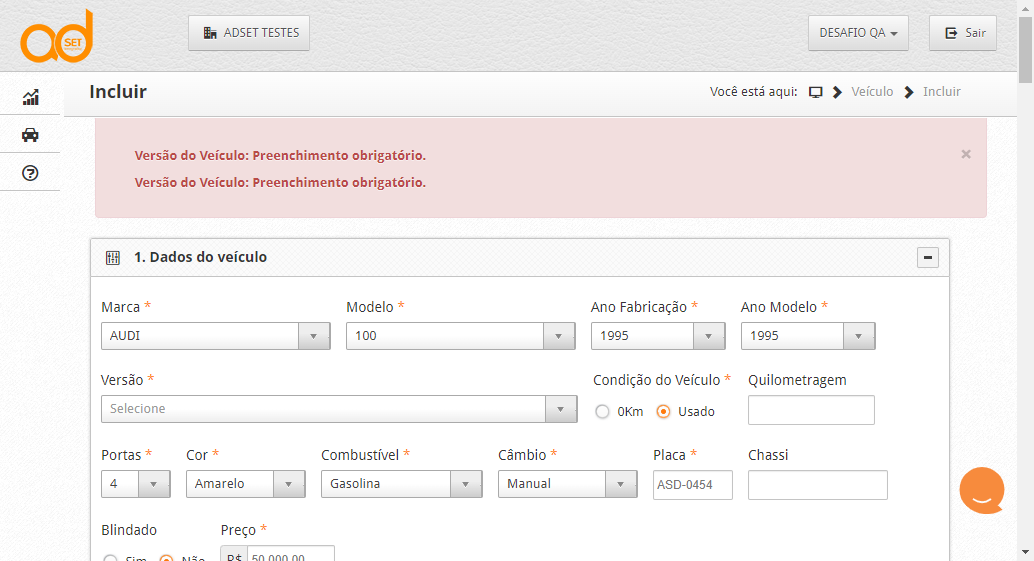 ad SET
ADSET TESTES
DESAFIO QA
Sair
Incluir
Você está aqui: Veículo Incluir
Versão do Veículo: Preenchimento obrigatório.
Versão do Veículo: Preenchimento obrigatório.
×
1. Dados do veículo
Marca * Modelo * Ano Fabricação * Ano Modelo *
AUDI 100 1995 1995
Versão * Condição do Veículo * Quilometragem
Selecione 0Km Usado
Portas * Cor * Combustível * Câmbio * Placa * Chassi
4 Amarelo Gasolina Manual ASD-0454
Blindado Preço *
Sim Não R$ 50.000,00